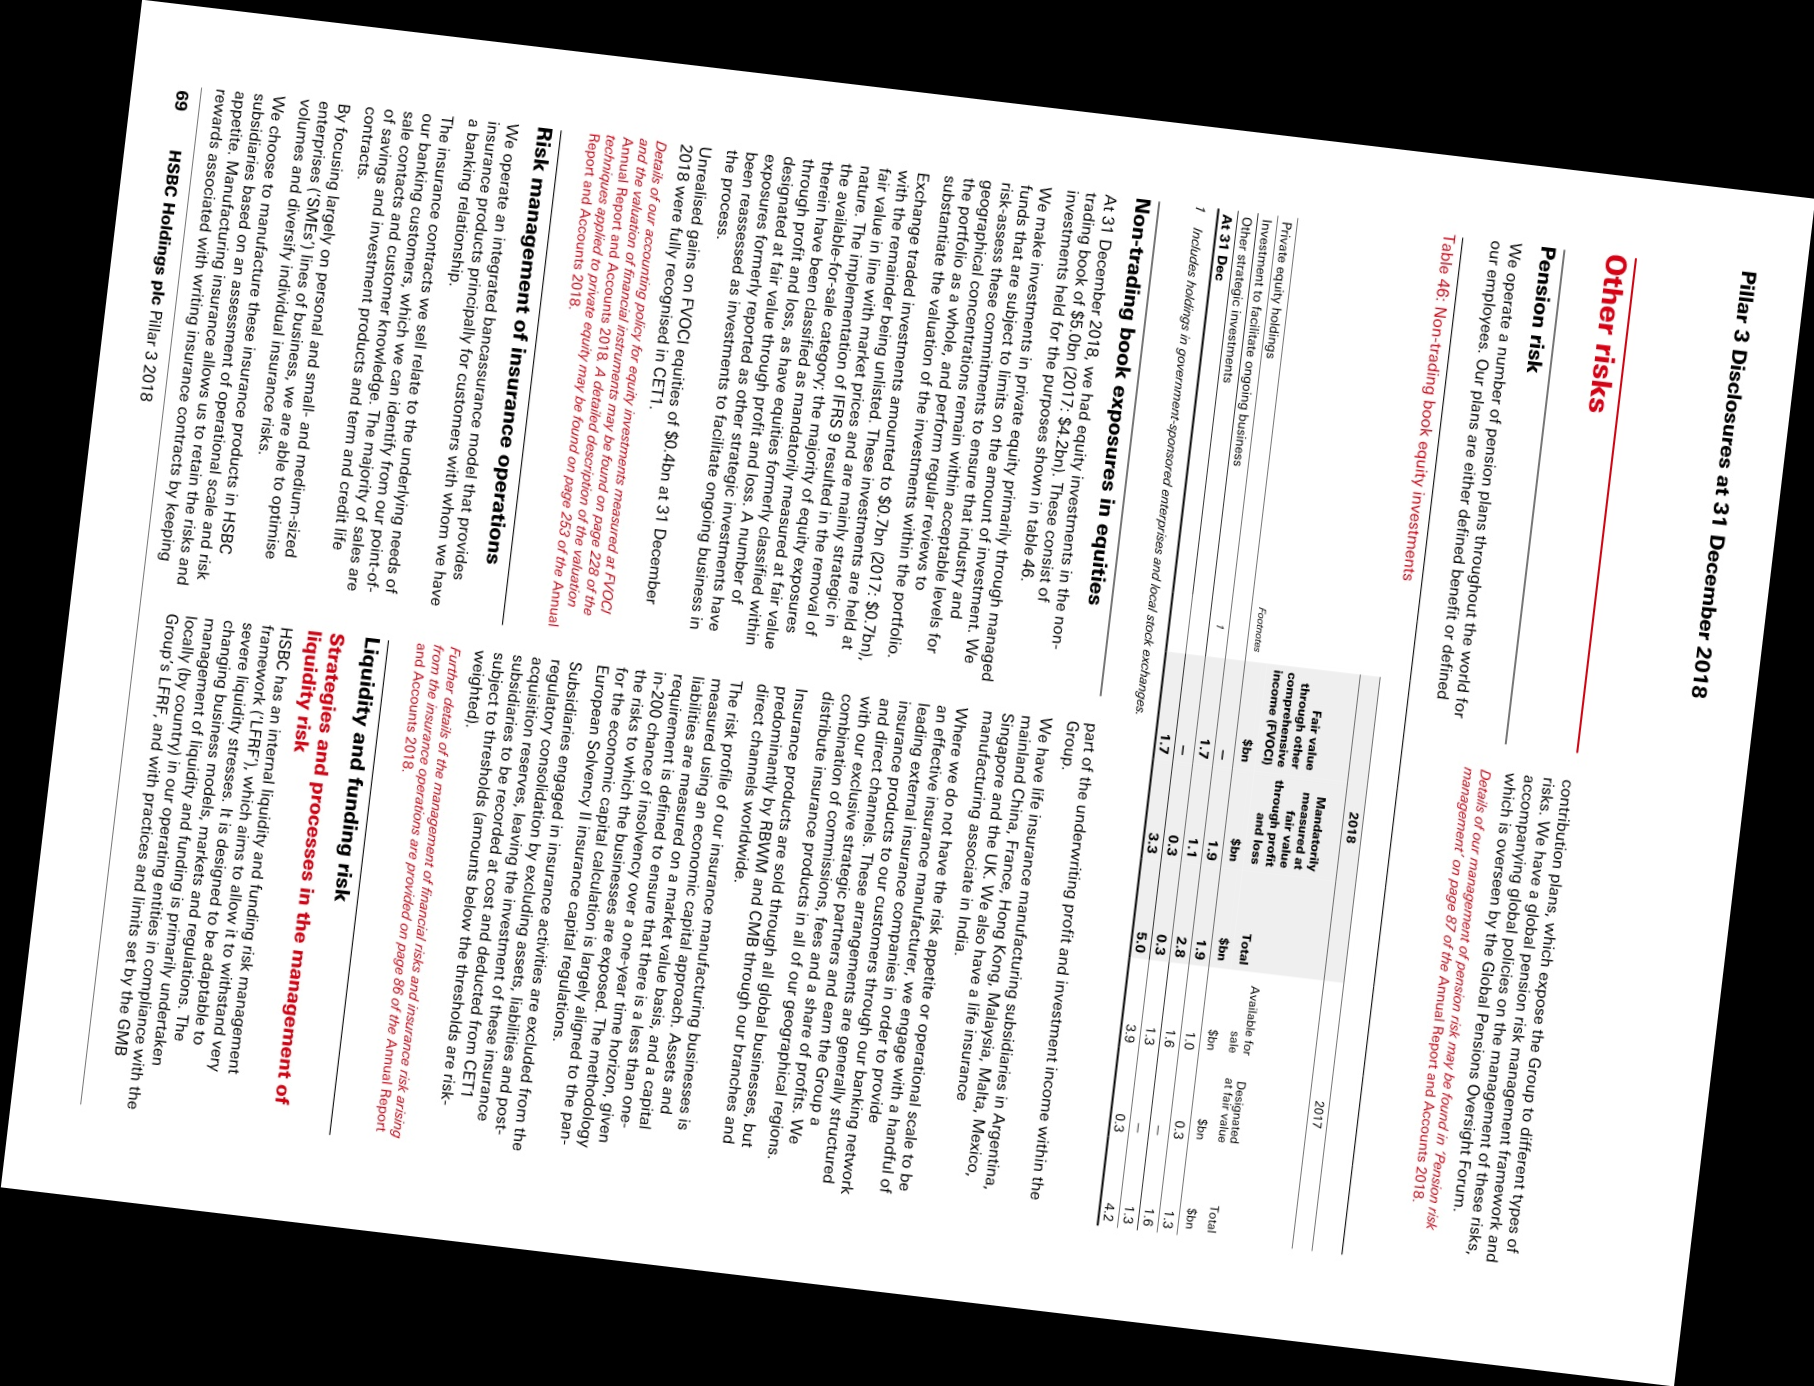 Pillar 3 Disclosures at 31 December 2018
Other risks
Pension risk
We operate a number of pension plans throughout the world for
our employees. Our plans are either defined benefit or defined
contribution plans, which expose the Group to different types of
risks. We have a global pension risk management framework and
accompanying global policies on the management of these risks,
which is overseen by the Global Pensions Oversight Forum.
Details of our management of pension risk may be found in 'Pension risk
management' on page 87 of the Annual Report and Accounts 2018.
Table 46: Non-trading book equity investments
2018 2017
Footnotes Fair value through other comprehensive income (FVOCI) Mandatorily measured at fair value through profit and loss Total Available for sale Designated at fair value Total
$bn $bn $bn $bn $bn $bn
Private equity holdings – 1.9 1.9 1.0 0.3 1.3
Investment to facilitate ongoing business 1 1.7 1.1 2.8 1.6 – 1.6
Other strategic investments – 0.3 0.3 1.3 – 1.3
At 31 Dec 1.7 3.3 5.0 3.9 0.3 4.2
1 Includes holdings in government-sponsored enterprises and local stock exchanges.
Non-trading book exposures in equities
At 31 December 2018, we had equity investments in the non-
trading book of $5.0bn (2017: $4.2bn). These consist of
investments held for the purposes shown in table 46.
We make investments in private equity primarily through managed
funds that are subject to limits on the amount of investment. We
risk-assess these commitments to ensure that industry and
geographical concentrations remain within acceptable levels for
the portfolio as a whole, and perform regular reviews to
substantiate the valuation of the investments within the portfolio.
Exchange traded investments amounted to $0.7bn (2017: $0.7bn),
with the remainder being unlisted. These investments are held at
fair value in line with market prices and are mainly strategic in
nature. The implementation of IFRS 9 resulted in the removal of
the available-for-sale category; the majority of equity exposures
therein have been classified as mandatorily measured at fair value
through profit and loss, as have equities formerly classified within
designated at fair value through profit and loss. A number of
exposures formerly reported as other strategic investments have
been reassessed as investments to facilitate ongoing business in
the process.
Unrealised gains on FVOCI equities of $0.4bn at 31 December
2018 were fully recognised in CET1.
Details of our accounting policy for equity investments measured at FVOCI
and the valuation of financial instruments may be found on page 228 of the
Annual Report and Accounts 2018. A detailed description of the valuation
techniques applied to private equity may be found on page 253 of the Annual
Report and Accounts 2018.
Risk management of insurance operations
We operate an integrated bancassurance model that provides
insurance products principally for customers with whom we have
a banking relationship.
The insurance contracts we sell relate to the underlying needs of
our banking customers, which we can identify from our point-of-
sale contacts and customer knowledge. The majority of sales are
of savings and investment products and term and credit life
contracts.
By focusing largely on personal and small- and medium-sized
enterprises ('SMEs') lines of business, we are able to optimise
volumes and diversify individual insurance risks.
We choose to manufacture these insurance products in HSBC
subsidiaries based on an assessment of operational scale and risk
appetite. Manufacturing insurance allows us to retain the risks and
rewards associated with writing insurance contracts by keeping
part of the underwriting profit and investment income within the
Group.
We have life insurance manufacturing subsidiaries in Argentina,
mainland China, France, Hong Kong, Malaysia, Malta, Mexico,
Singapore and the UK. We also have a life insurance
manufacturing associate in India.
Where we do not have the risk appetite or operational scale to be
an effective insurance manufacturer, we engage with a handful of
leading external insurance companies in order to provide
insurance products to our customers through our banking network
and direct channels. These arrangements are generally structured
with our exclusive strategic partners and earn the Group a
combination of commissions, fees and a share of profits. We
distribute insurance products in all of our geographical regions.
Insurance products are sold through all global businesses, but
predominantly by RBWM and CMB through our branches and
direct channels worldwide.
The risk profile of our insurance manufacturing businesses is
measured using an economic capital approach. Assets and
liabilities are measured on a market value basis, and a capital
requirement is defined to ensure that there is a less than one-
in-200 chance of insolvency over a one-year time horizon, given
the risks to which the businesses are exposed. The methodology
for the economic capital calculation is largely aligned to the pan-
European Solvency II insurance capital regulations.
Subsidiaries engaged in insurance activities are excluded from the
regulatory consolidation by excluding assets, liabilities and post-
acquisition reserves, leaving the investment of these insurance
subsidiaries to be recorded at cost and deducted from CET1
subject to thresholds (amounts below the thresholds are risk-
weighted).
Further details of the management of financial risks and insurance risk arising
from the insurance operations are provided on page 86 of the Annual Report
and Accounts 2018.
Liquidity and funding risk
Strategies and processes in the management of
liquidity risk
HSBC has an internal liquidity and funding risk management
framework ('LFRF'), which aims to allow it to withstand very
severe liquidity stresses. It is designed to be adaptable to
changing business models, markets and regulations. The
management of liquidity and funding is primarily undertaken
locally (by country) in our operating entities in compliance with the
Group's LFRF, and with practices and limits set by the GMB
69 HSBC Holdings plc Pillar 3 2018